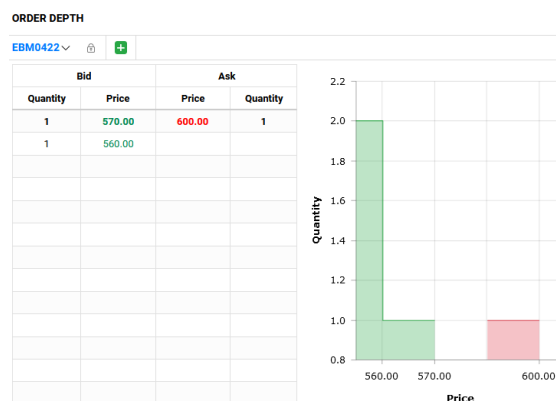 ORDER DEPTH
EBM0422
Bid Ask
Quantity Price Price Quantity
1 570.00 600.00 1
1 560.00
2.2
2.0
1.8
1.6
1.4
1.2
1.0
0.8
Quantity
560.00 570.00 600.00
Price